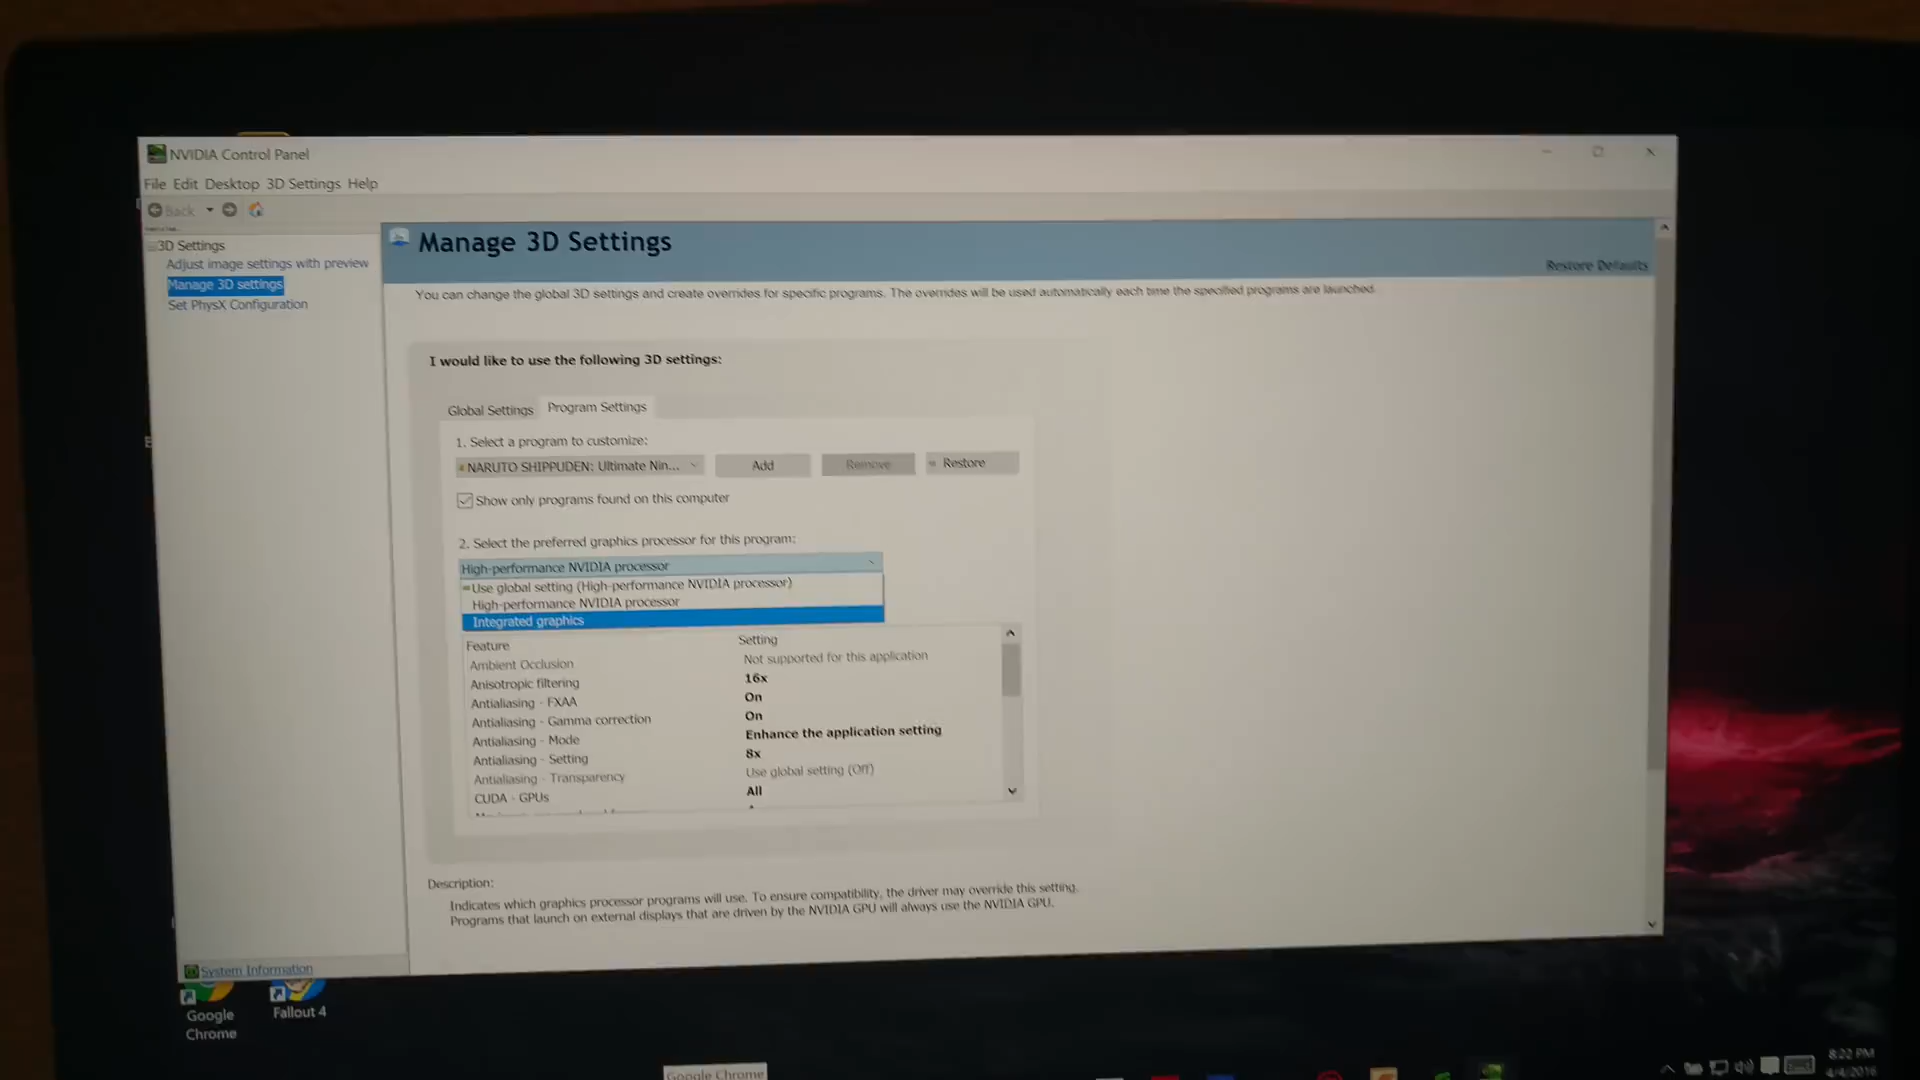 NVIDIA Control Panel
File Edit Desktop 3D Settings Help
Back
3D Settings
Adjust image settings with preview
Manage 3D settings
Set PhysX Configuration
Manage 3D Settings
Restore Defaults
You can change the global 3D settings and create overrides for specific programs. The overrides will be used automatically each time the specified programs are launched.
I would like to use the following 3D settings:
Global Settings Program Settings
1. Select a program to customize:
NARUTO SHIPPUDEN: Ultimate Nin... Add Remove Restore
Show only programs found on this computer
2. Select the preferred graphics processor for this program:
High-performance NVIDIA processor
Use global setting (High-performance NVIDIA processor)
High-performance NVIDIA processor
Integrated graphics
Feature Setting
Ambient Occlusion Not supported for this application
Anisotropic filtering 16x
Antialiasing - FXAA On
Antialiasing - Gamma correction On
Antialiasing - Mode Enhance the application setting
Antialiasing - Setting 8x
Antialiasing - Transparency Use global setting (Off)
CUDA - GPUs All
Description:
Indicates which graphics processor programs will use. To ensure compatibility, the driver may override this setting.
Programs that launch on external displays that are driven by the NVIDIA GPU will always use the NVIDIA GPU.
System Information
Google Chrome
Fallout 4
Google Chrome
8:22 PM
4/4/2016